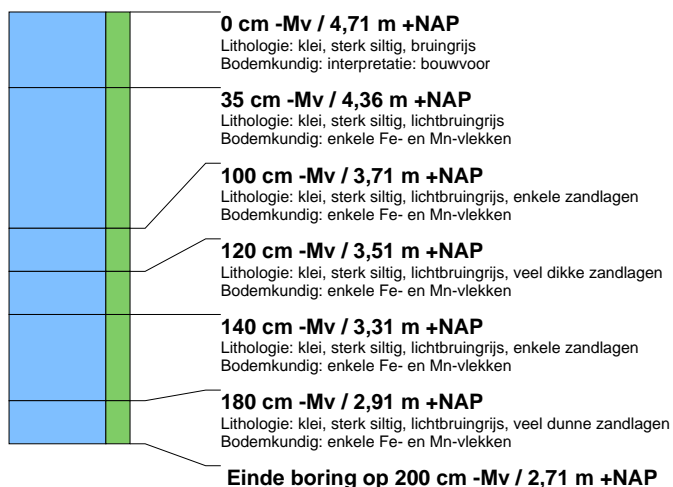 0 cm -Mv / 4,71 m +NAP
Lithologie: klei, sterk siltig, bruingrijs
Bodemkundig: interpretatie: bouwvoor
35 cm -Mv / 4,36 m +NAP
Lithologie: klei, sterk siltig, lichtbruingrijs
Bodemkundig: enkele Fe- en Mn-vlekken
100 cm -Mv / 3,71 m +NAP
Lithologie: klei, sterk siltig, lichtbruingrijs, enkele zandlagen
Bodemkundig: enkele Fe- en Mn-vlekken
120 cm -Mv / 3,51 m +NAP
Lithologie: klei, sterk siltig, lichtbruingrijs, veel dikke zandlagen
Bodemkundig: enkele Fe- en Mn-vlekken
140 cm -Mv / 3,31 m +NAP
Lithologie: klei, sterk siltig, lichtbruingrijs, enkele zandlagen
Bodemkundig: enkele Fe- en Mn-vlekken
180 cm -Mv / 2,91 m +NAP
Lithologie: klei, sterk siltig, lichtbruingrijs, veel dunne zandlagen
Bodemkundig: enkele Fe- en Mn-vlekken
Einde boring op 200 cm -Mv / 2,71 m +NAP